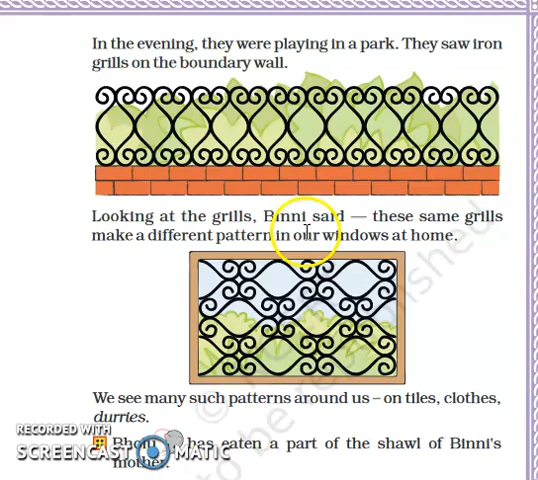 In the evening, they were playing in a park. They saw iron
grills on the boundary wall.
Looking at the grills, Binni said — these same grills
make a different pattern in our windows at home.
We see many such patterns around us – on tiles, clothes,
durries.
has eaten a part of the shawl of Binni's
mother.
RECORDED WITH
SCREENCAST MATIC
to be republished